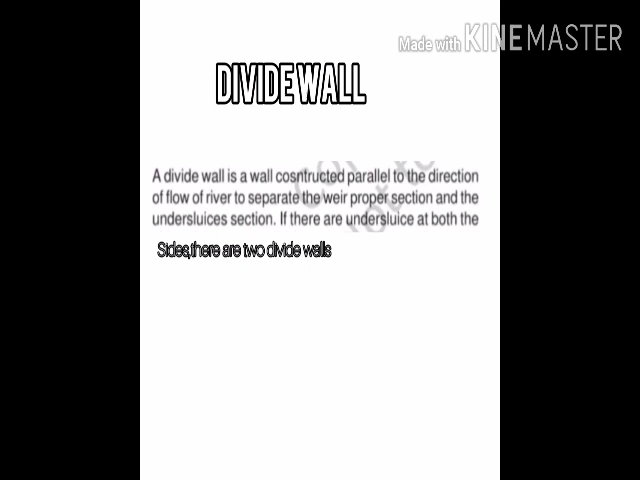 Made with KINEMASTER
DIVIDE WALL
A divide wall is a wall cosntructed parallel to the direction
of flow of river to separate the weir proper section and the
undersluices section. If there are undersluice at both the
Sides,there are two divide walls